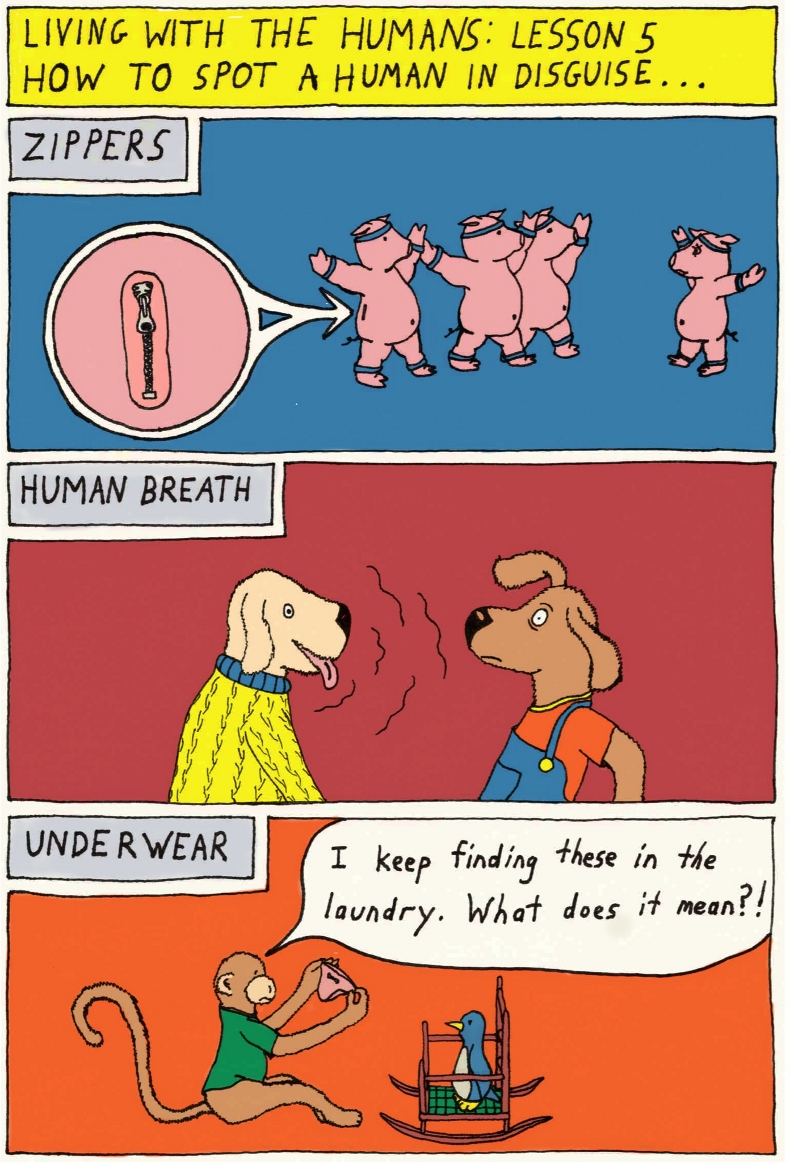 LIVING WITH THE HUMANS: LESSON 5
HOW TO SPOT A HUMAN IN DISGUISE...
ZIPPERS
HUMAN BREATH
UNDERWEAR
I keep finding these in the
laundry. What does it mean?!